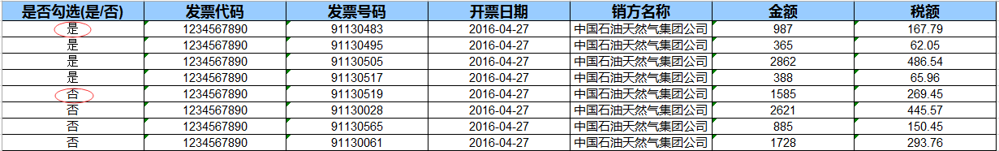 是否勾选(是/否) 发票代码 发票号码 开票日期 销方名称 金额 税额
是 1234567890 91130483 2016-04-27 中国石油天然气集团公司 987 167.79
是 1234567890 91130495 2016-04-27 中国石油天然气集团公司 365 62.05
是 1234567890 91130505 2016-04-27 中国石油天然气集团公司 2862 486.54
是 1234567890 91130517 2016-04-27 中国石油天然气集团公司 388 65.96
否 1234567890 91130519 2016-04-27 中国石油天然气集团公司 1585 269.45
否 1234567890 91130028 2016-04-27 中国石油天然气集团公司 2621 445.57
否 1234567890 91130565 2016-04-27 中国石油天然气集团公司 885 150.45
否 1234567890 91130061 2016-04-27 中国石油天然气集团公司 1728 293.76